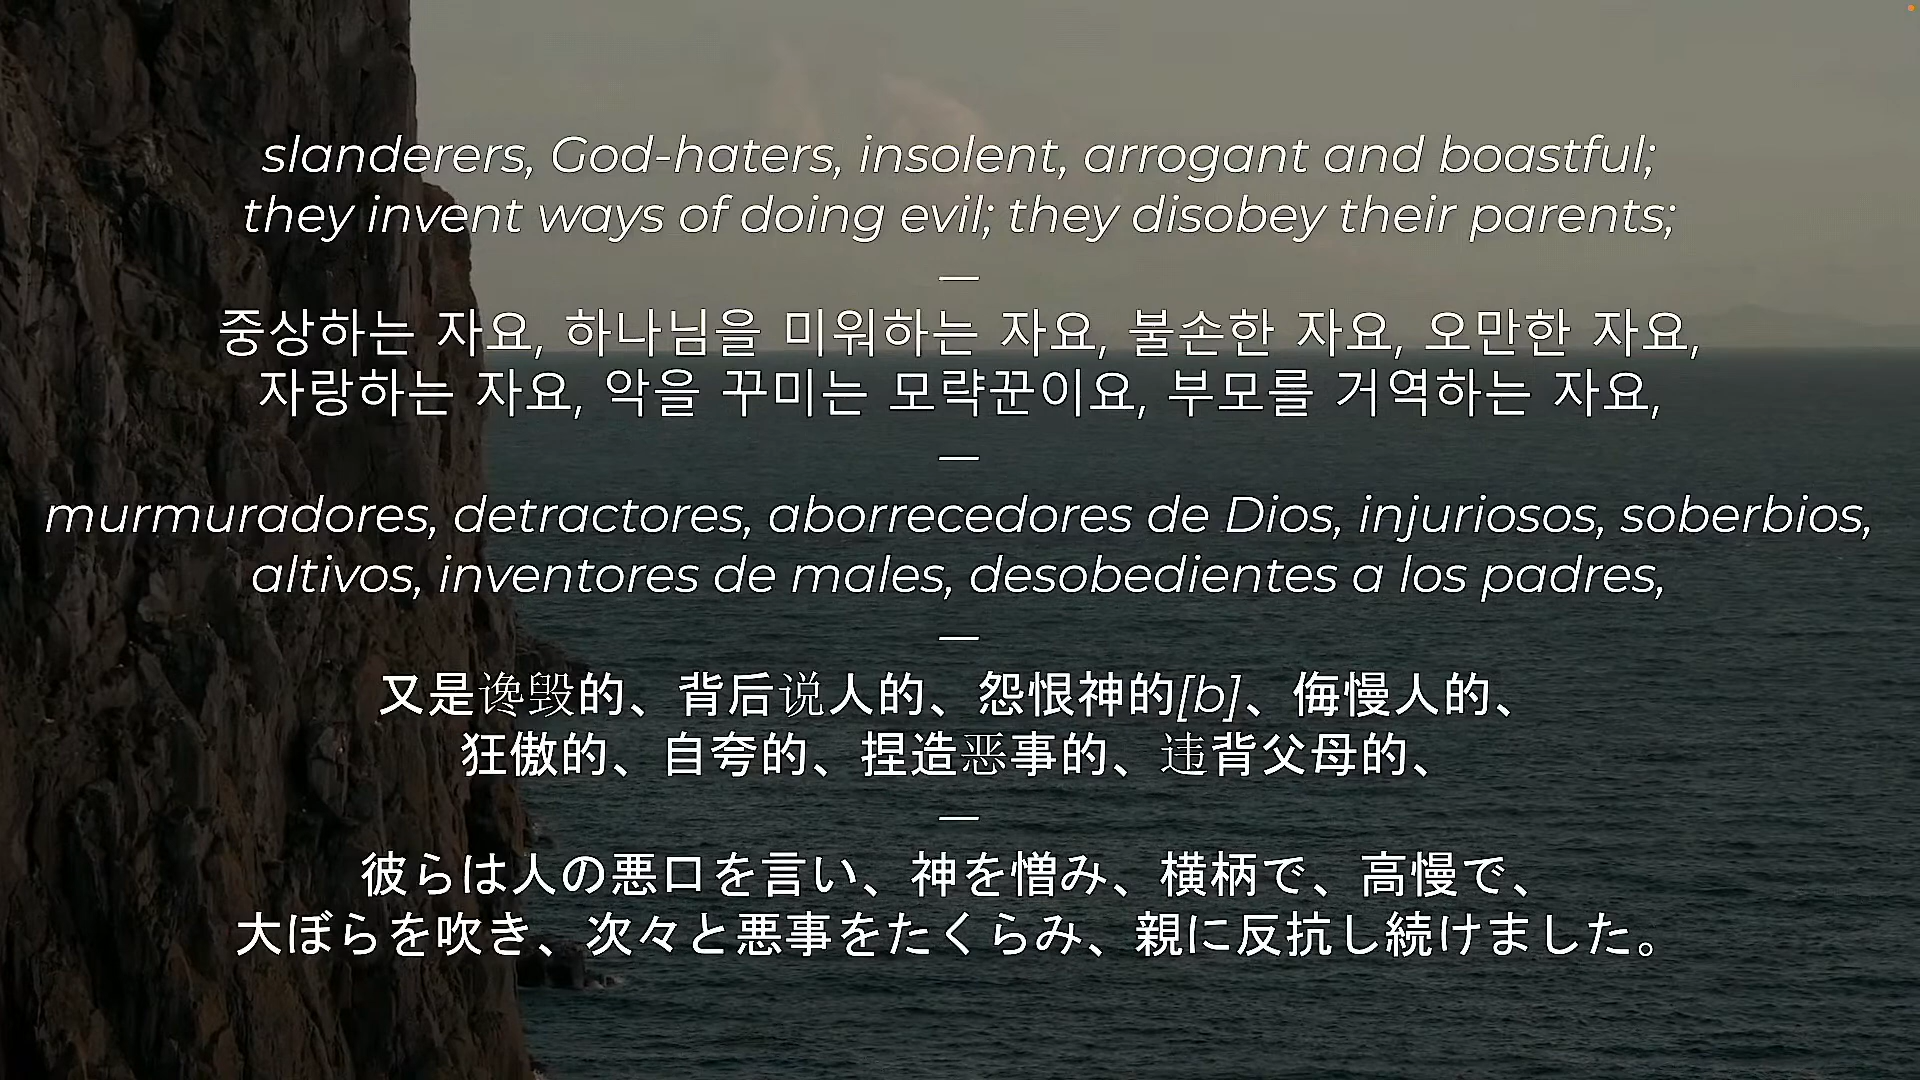 slanderers, God-haters, insolent, arrogant and boastful;
they invent ways of doing evil; they disobey their parents;
—
중상하는 자요, 하나님을 미워하는 자요, 불손한 자요, 오만한 자요,
자랑하는 자요, 악을 꾸미는 모략꾼이요, 부모를 거역하는 자요,
—
murmuradores, detractores, aborrecedores de Dios, injuriosos, soberbios,
altivos, inventores de males, desobedientes a los padres,
—
又是谗毁的、背后说人的、怨恨神的[b]、侮慢人的、
狂傲的、自夸的、捏造恶事的、违背父母的、
—
彼らは人の悪口を言い、神を憎み、横柄で、高慢で、
大ぼらを吹き、次々と悪事をたくらみ、親に反抗し続けました。